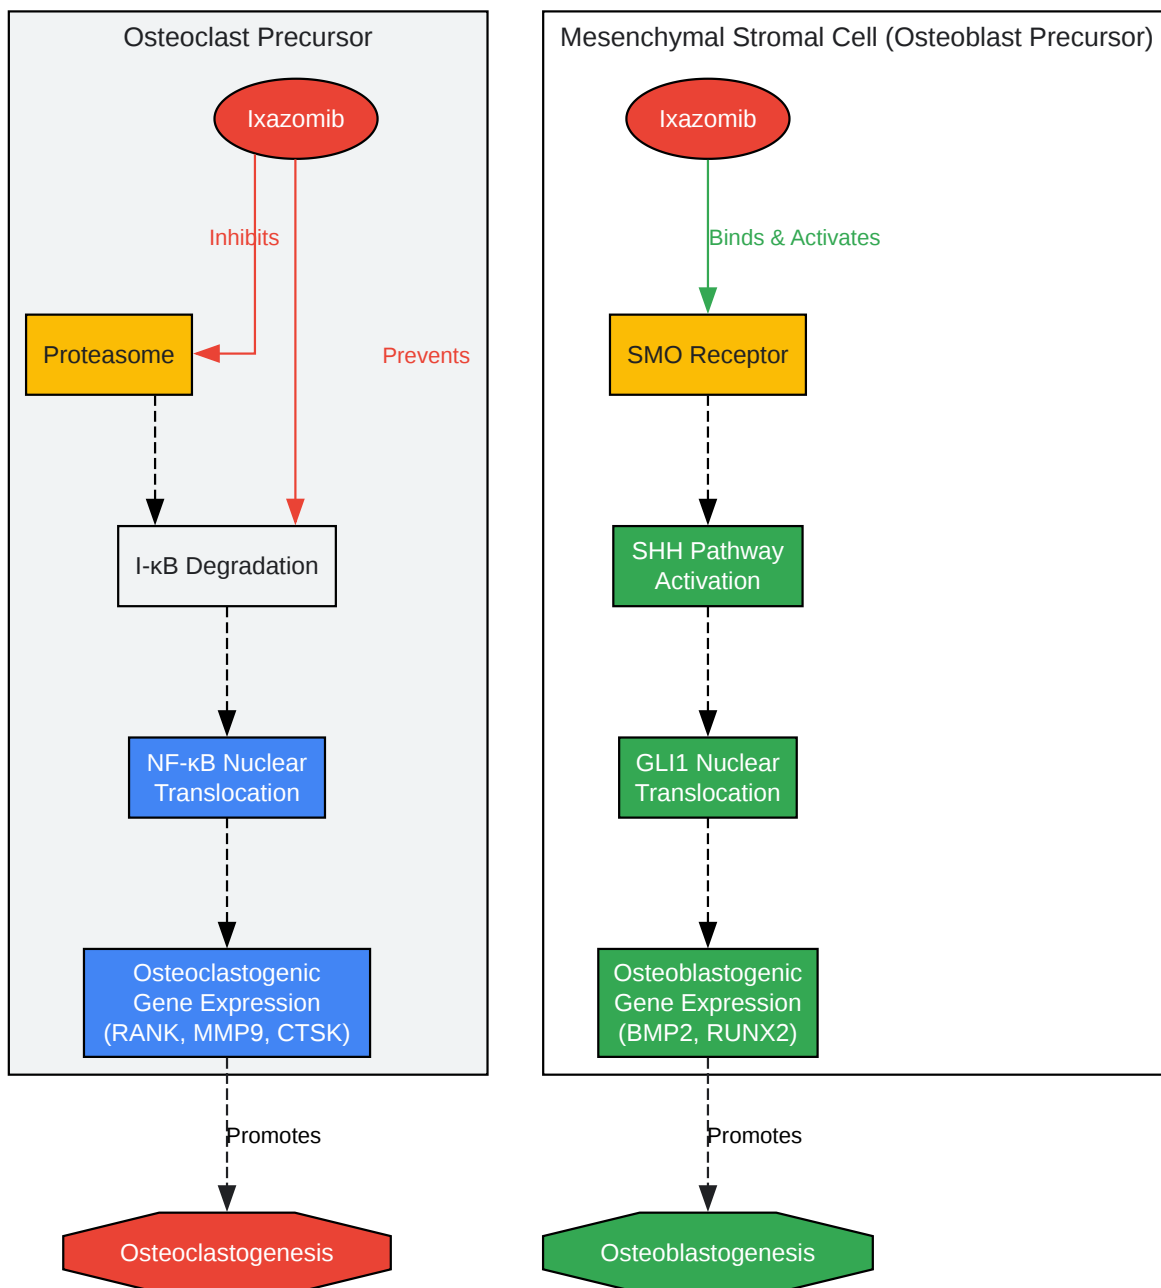 Osteoclast Precursor
Ixazomib
Inhibits
Proteasome
Prevents
I-κB Degradation
NF-κB Nuclear
Translocation
Osteoclastogenic
Gene Expression
(RANK, MMP9, CTSK)
Promotes
Osteoclastogenesis
Mesenchymal Stromal Cell (Osteoblast Precursor)
Ixazomib
Binds & Activates
SMO Receptor
SHH Pathway
Activation
GLI1 Nuclear
Translocation
Osteoblastogenic
Gene Expression
(BMP2, RUNX2)
Promotes
Osteoblastogenesis